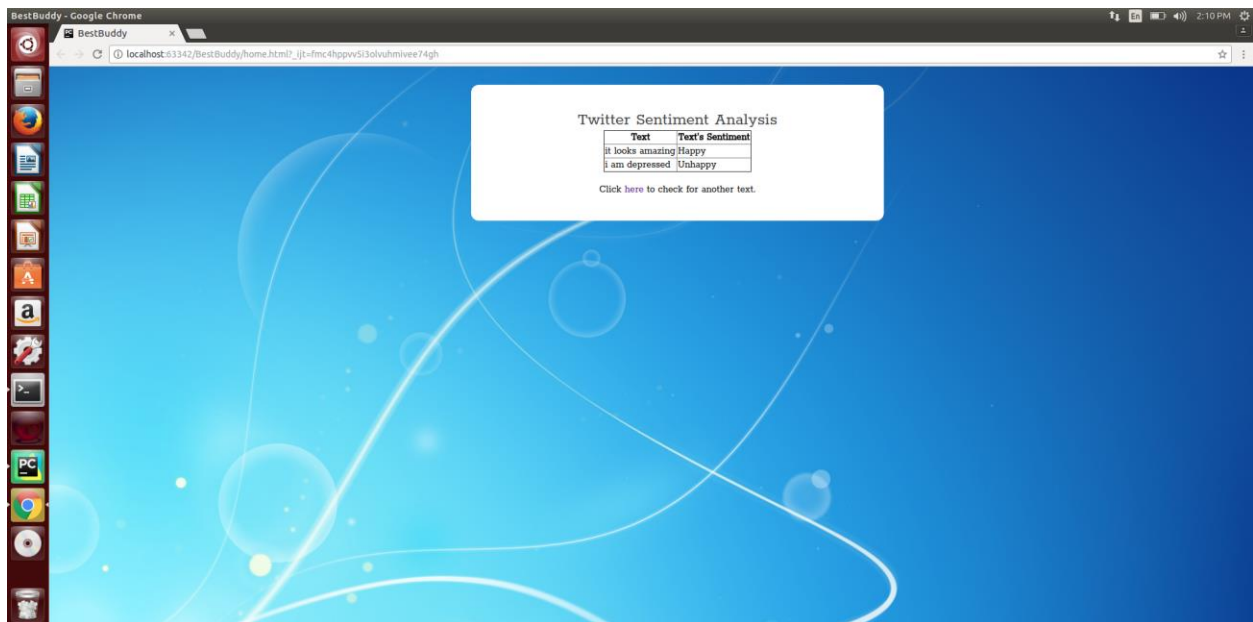 BestBuddy - Google Chrome
En
2:10 PM
BestBuddy
localhost:63342/BestBuddy/home.html?_ijt=fmc4hppvv5i3olvuhmivee74gh
Twitter Sentiment Analysis
Text Text's Sentiment
it looks amazing Happy
i am depressed Unhappy
Click here to check for another text.
A
a
>_
PC